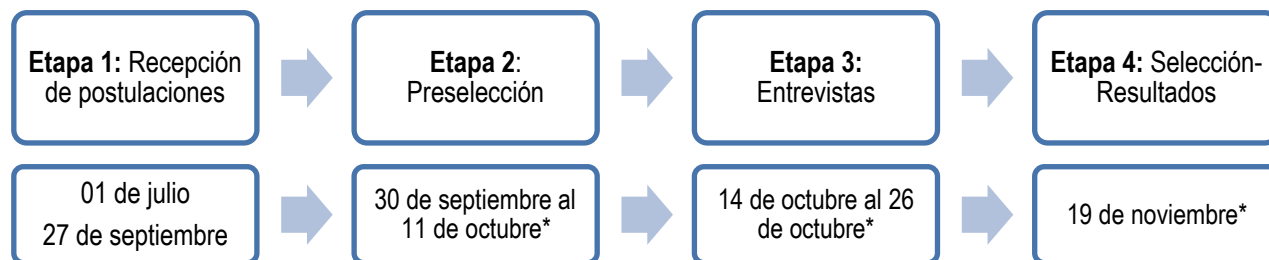 Etapa 1: Recepción
de postulaciones
Etapa 2:
Preselección
Etapa 3:
Entrevistas
Etapa 4: Selección-
Resultados
01 de julio
27 de septiembre
30 de septiembre al
11 de octubre*
14 de octubre al 26
de octubre*
19 de noviembre*